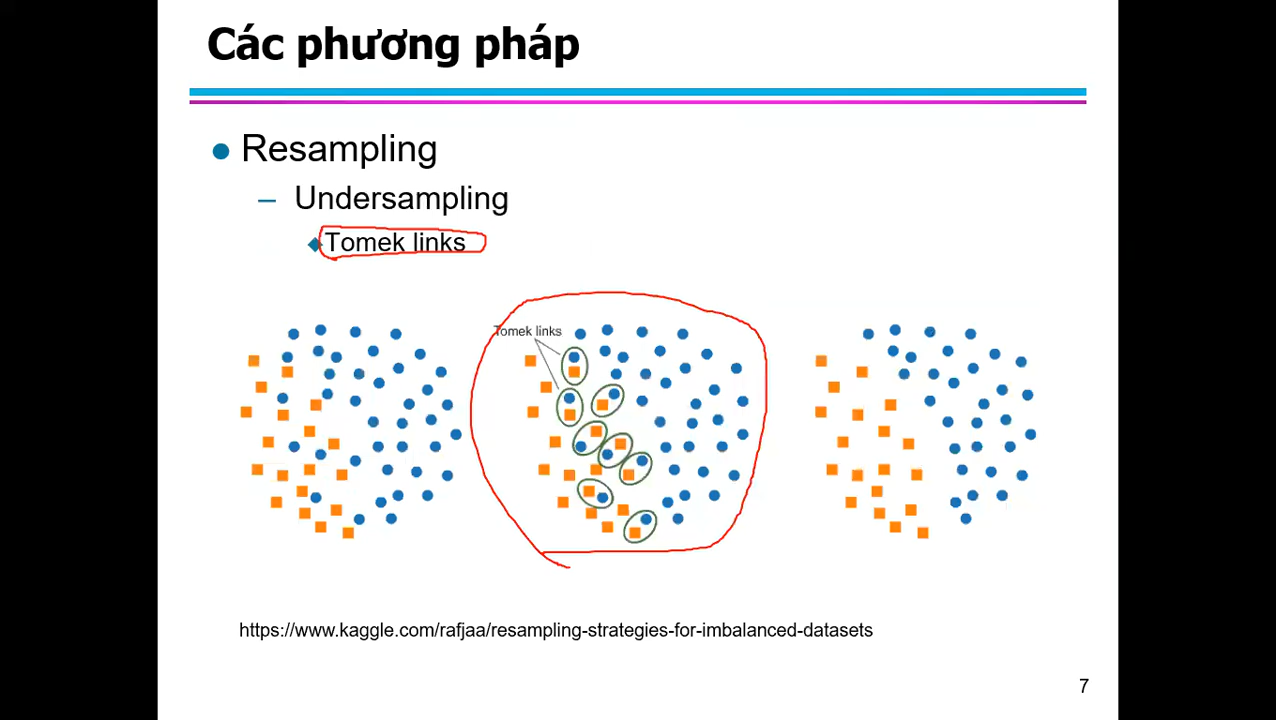 Các phương pháp
Resampling
– Undersampling
Tomek links
Tomek links
https://www.kaggle.com/rafjaa/resampling-strategies-for-imbalanced-datasets
7